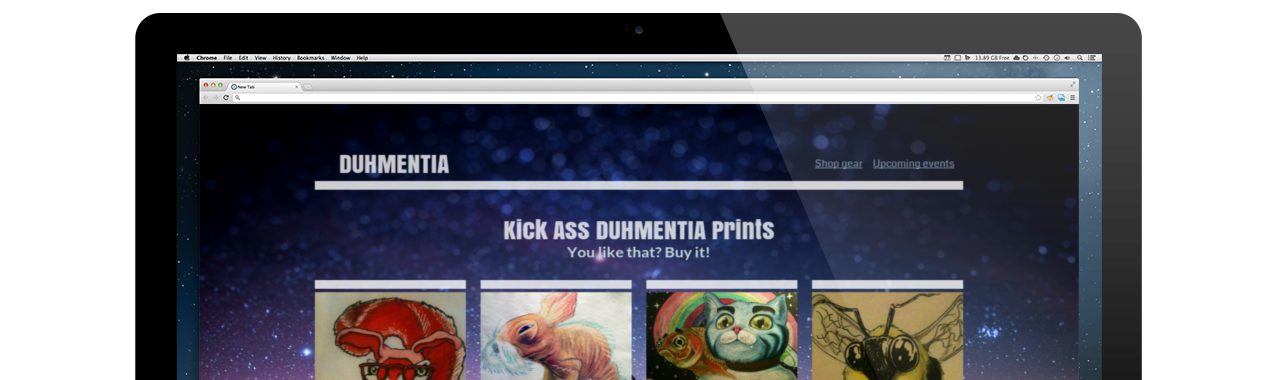 Chrome File Edit View History Bookmarks Window Help
13.89 GB Free
New Tab
DUHMENTIA
Shop gear Upcoming events
Kick Ass DUHMENTIA Prints
You like that? Buy it!